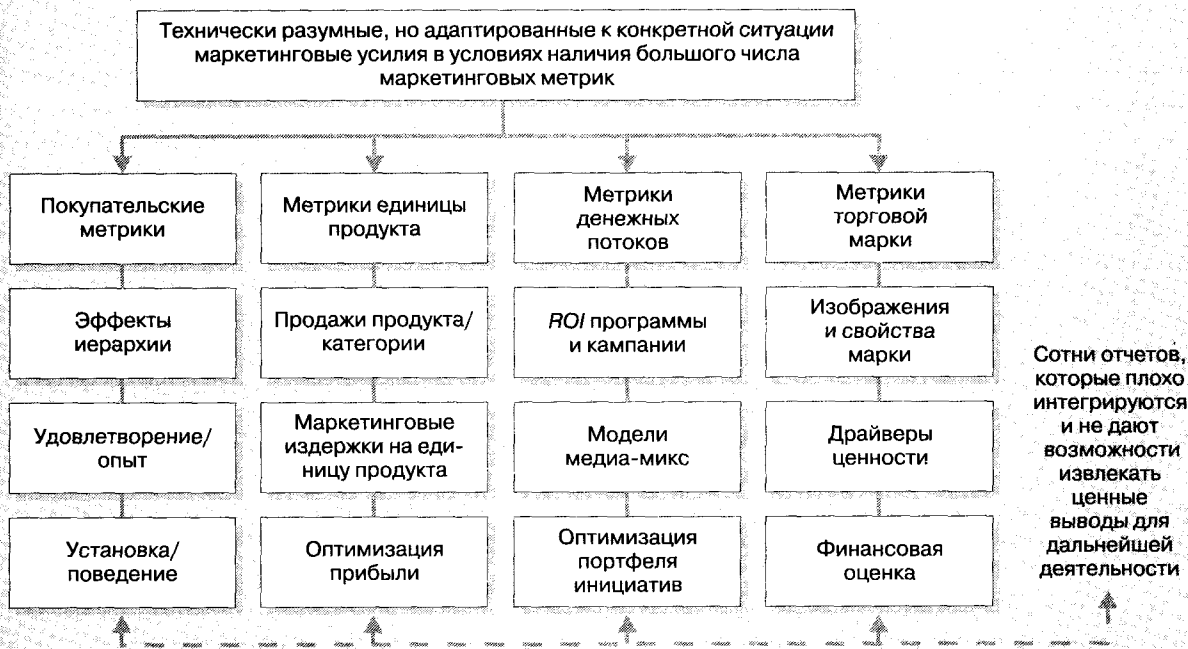 Технически разумные, но адаптированные к конкретной ситуации
маркетинговые усилия в условиях наличия большого числа
маркетинговых метрик
Покупательские
метрики
Эффекты
иерархии
Удовлетворение/
опыт
Установка/
поведение
Метрики единицы
продукта
Продажи продукта/
категории
Маркетинговые
издержки на еди-
ницу продукта
Оптимизация
прибыли
Метрики
денежных
потоков
ROI программы
и кампании
Модели
медиа-микс
Оптимизация
портфеля
инициатив
Метрики
торговой
марки
Изображения
и свойства
марки
Драйверы
ценности
Финансовая
оценка
Сотни отчетов,
которые плохо
интегрируются
и не дают
возможности
извлекать
ценные
выводы для
дальнейшей
деятельности